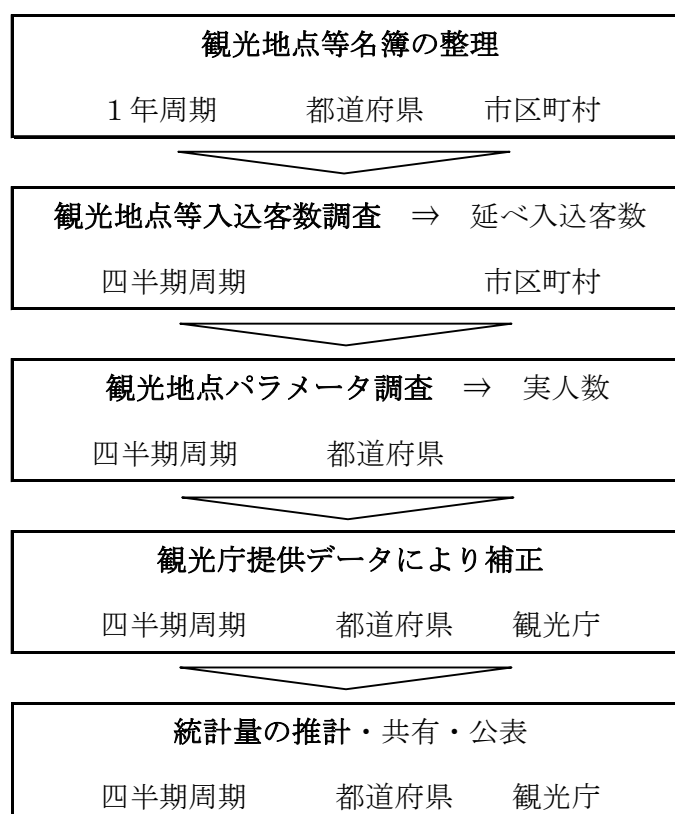 観光地点等名簿の整理
１年周期 都道府県 市区町村
観光地点等入込客数調査 ⇒ 延べ入込客数
四半期周期 市区町村
観光地点パラメータ調査 ⇒ 実人数
四半期周期 都道府県
観光庁提供データにより補正
四半期周期 都道府県 観光庁
統計量の推計・共有・公表
四半期周期 都道府県 観光庁